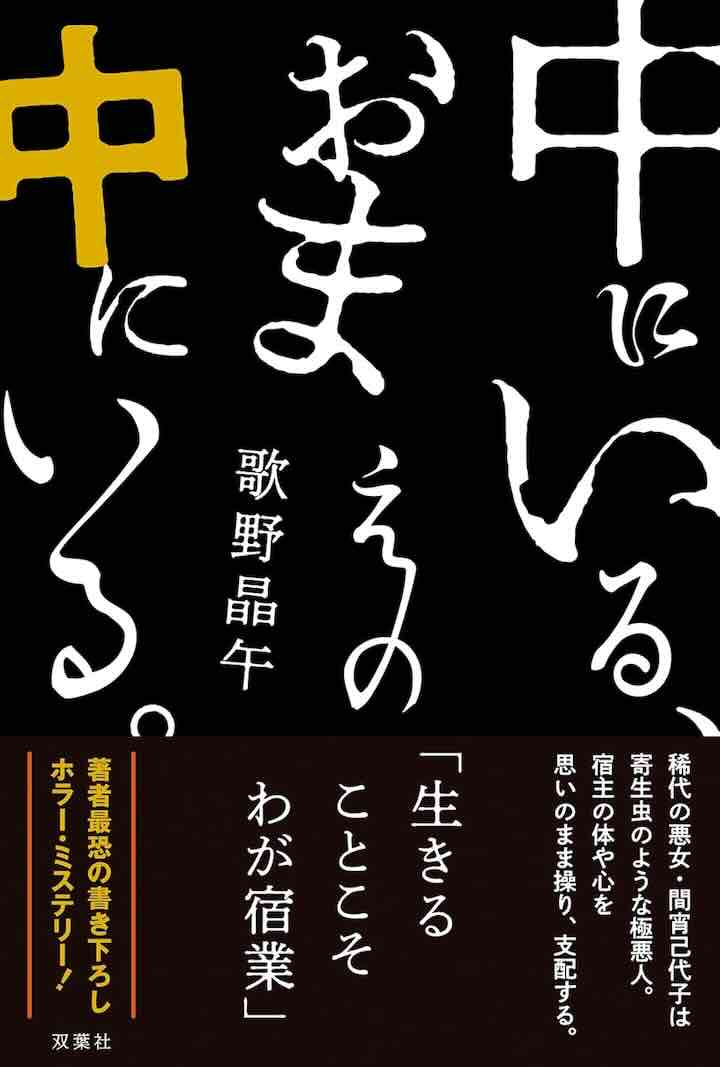 中にいる、
おまえの
中にいる。
歌野晶午
稀代の悪女・間宵己代子は
寄生虫のような極悪人。
宿主の体や心を
思いのまま操り、支配する。
「生きる
ことこそ
わが宿業」
著者最恐の書き下ろし
ホラー・ミステリー！
双葉社